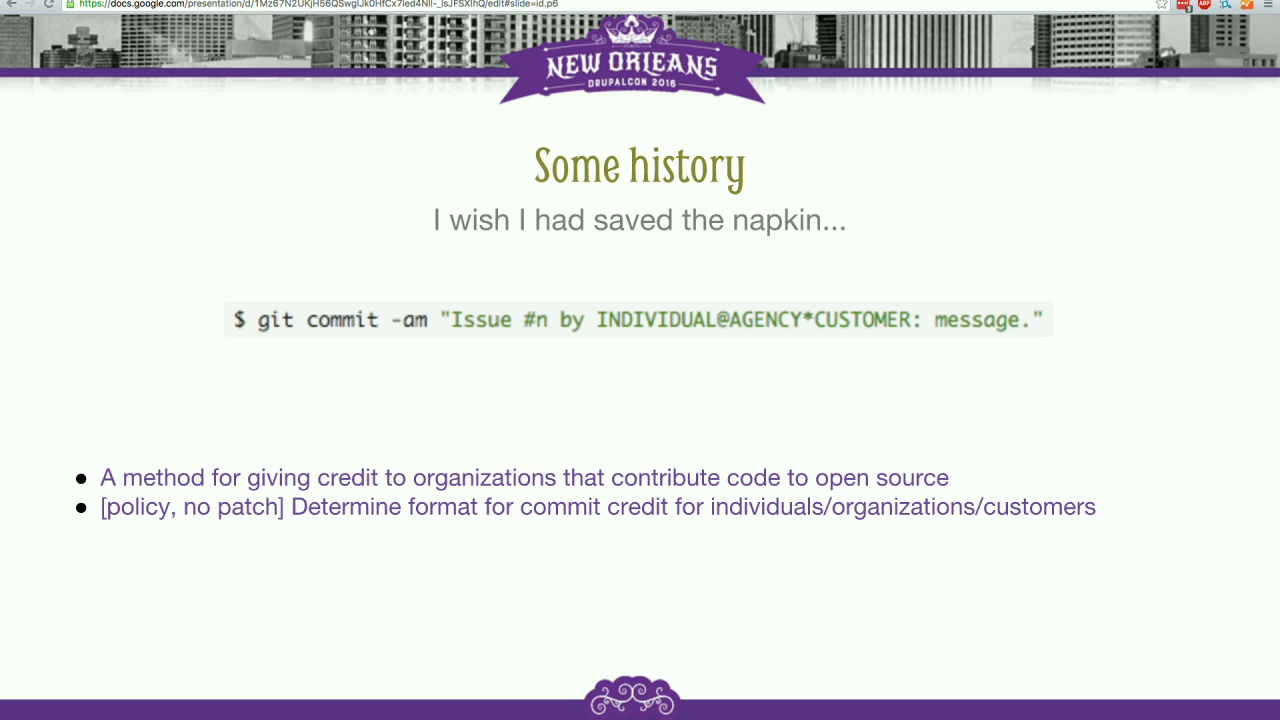 NEW ORLEANS
DRUPALCON 2016
Some history
I wish I had saved the napkin...
$ git commit -am "Issue #n by INDIVIDUAL@AGENCY*CUSTOMER: message."
● A method for giving credit to organizations that contribute code to open source
● [policy, no patch] Determine format for commit credit for individuals/organizations/customers